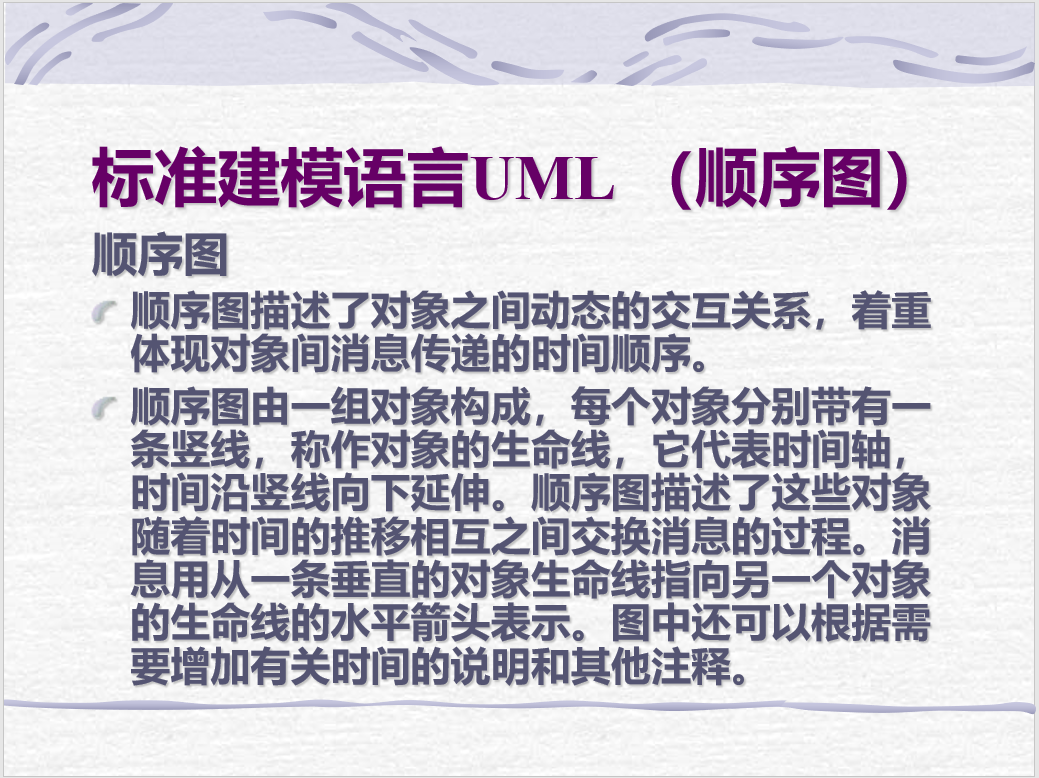 标准建模语言UML （顺序图）
顺序图
顺序图描述了对象之间动态的交互关系，着重
体现对象间消息传递的时间顺序。
顺序图由一组对象构成，每个对象分别带有一
条竖线，称作对象的生命线，它代表时间轴，
时间沿竖线向下延伸。顺序图描述了这些对象
随着时间的推移相互之间交换消息的过程。消
息用从一条垂直的对象生命线指向另一个对象
的生命线的水平箭头表示。图中还可以根据需
要增加有关时间的说明和其他注释。